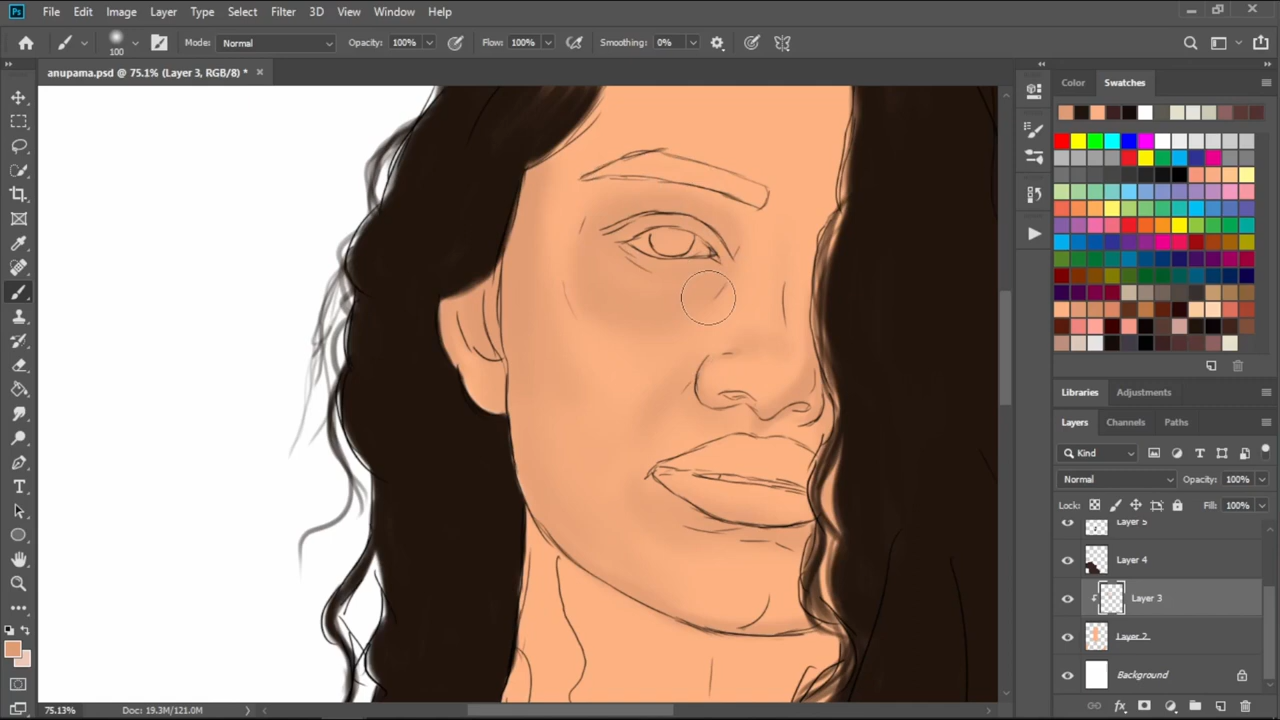 Ps File Edit Image Layer Type Select Filter 3D View Window Help
100 Mode: Normal Opacity: 100% Flow: 100% Smoothing: 0%
anupama.psd @ 75.1% (Layer 3, RGB/8) *
Color Swatches
Libraries Adjustments
Layers Channels Paths
Kind
Normal Opacity: 100%
Lock: Fill: 100%
Layer 5
Layer 4
Layer 3
Layer 2
Background
75.13% Doc: 19.3M/121.0M